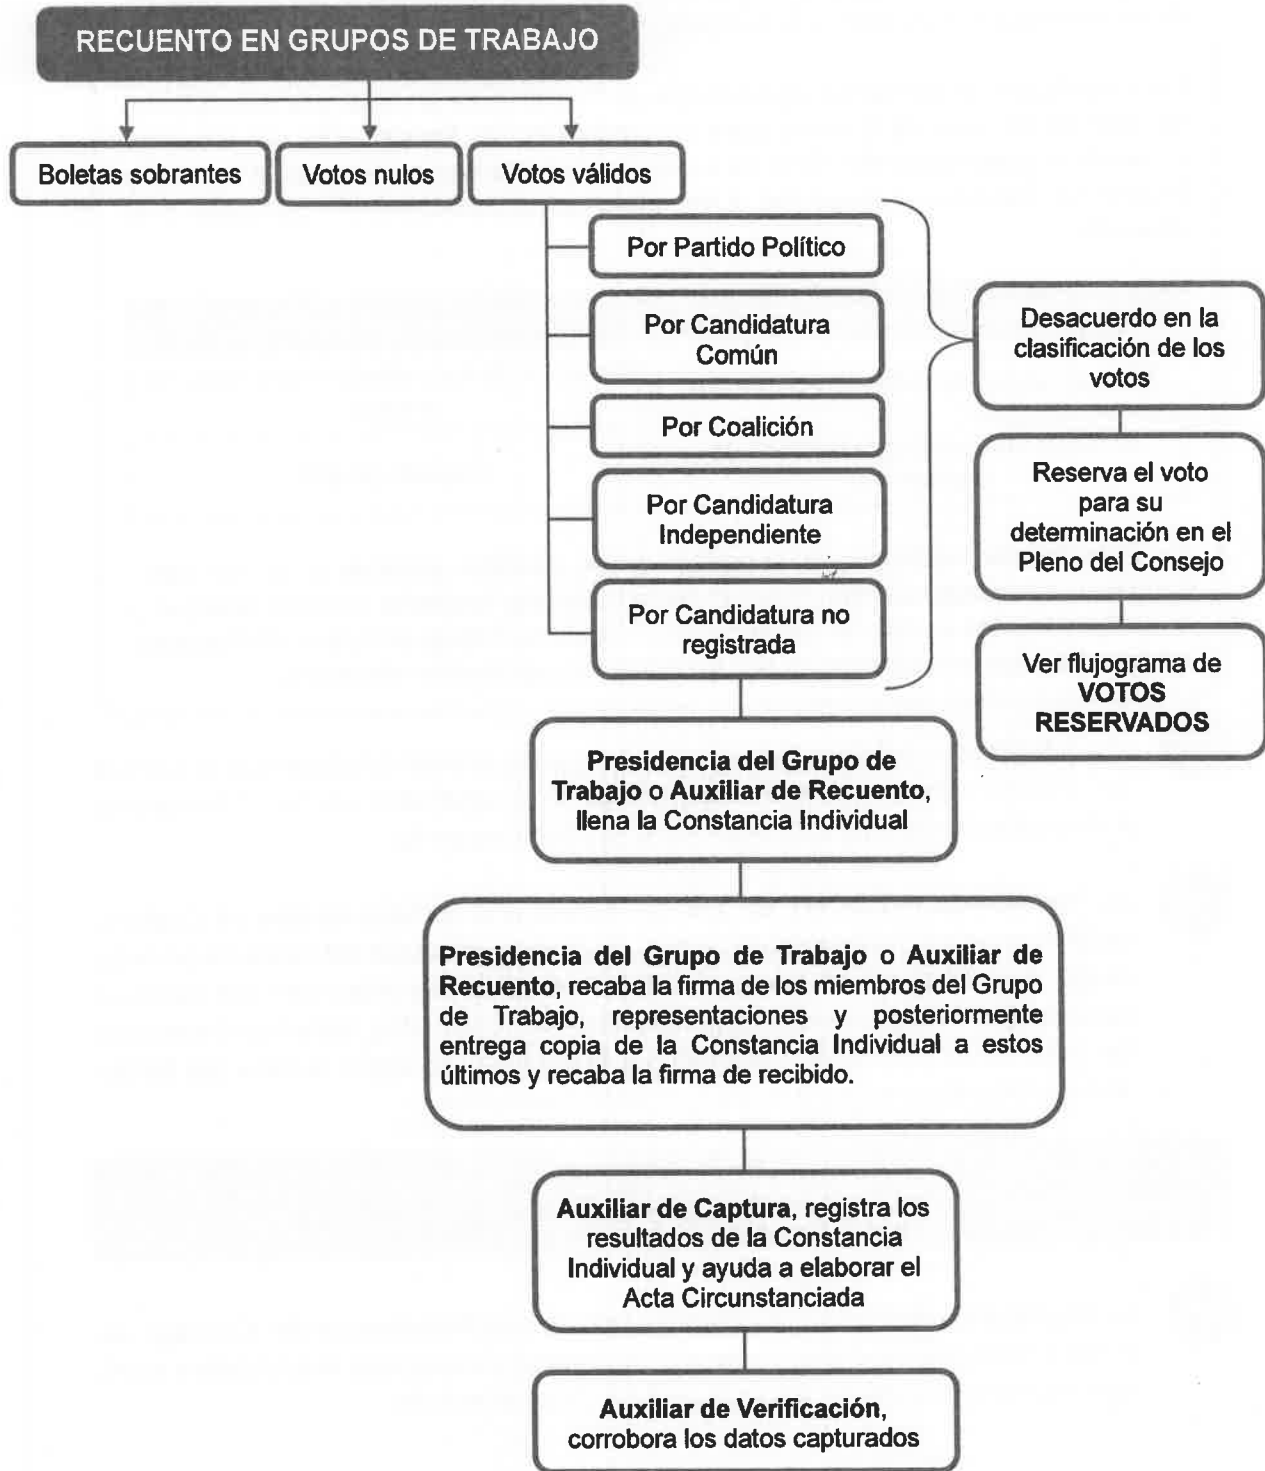 RECUENTO EN GRUPOS DE TRABAJO
Boletas sobrantes
Votos nulos
Votos válidos
Por Partido Político
Por Candidatura
Común
Por Coalición
Por Candidatura
Independiente
Por Candidatura no
registrada
Desacuerdo en la
clasificación de los
votos
Reserva el voto
para su
determinación en el
Pleno del Consejo
Ver flujograma de
VOTOS
RESERVADOS
Presidencia del Grupo de
Trabajo o Auxiliar de Recuento,
llena la Constancia Individual
Presidencia del Grupo de Trabajo o Auxiliar de
Recuento, recaba la firma de los miembros del Grupo
de Trabajo, representaciones y posteriormente
entrega copia de la Constancia Individual a estos
últimos y recaba la firma de recibido.
Auxiliar de Captura, registra los
resultados de la Constancia
Individual y ayuda a elaborar el
Acta Circunstanciada
Auxiliar de Verificación,
corrobora los datos capturados